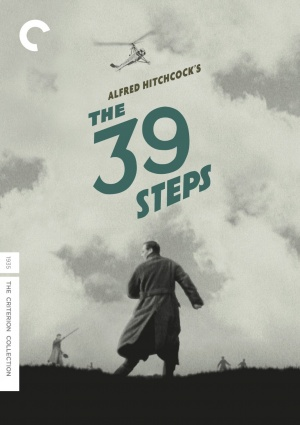 ALFRED HITCHCOCK'S
THE
39
STEPS
1935
THE CRITERION COLLECTION